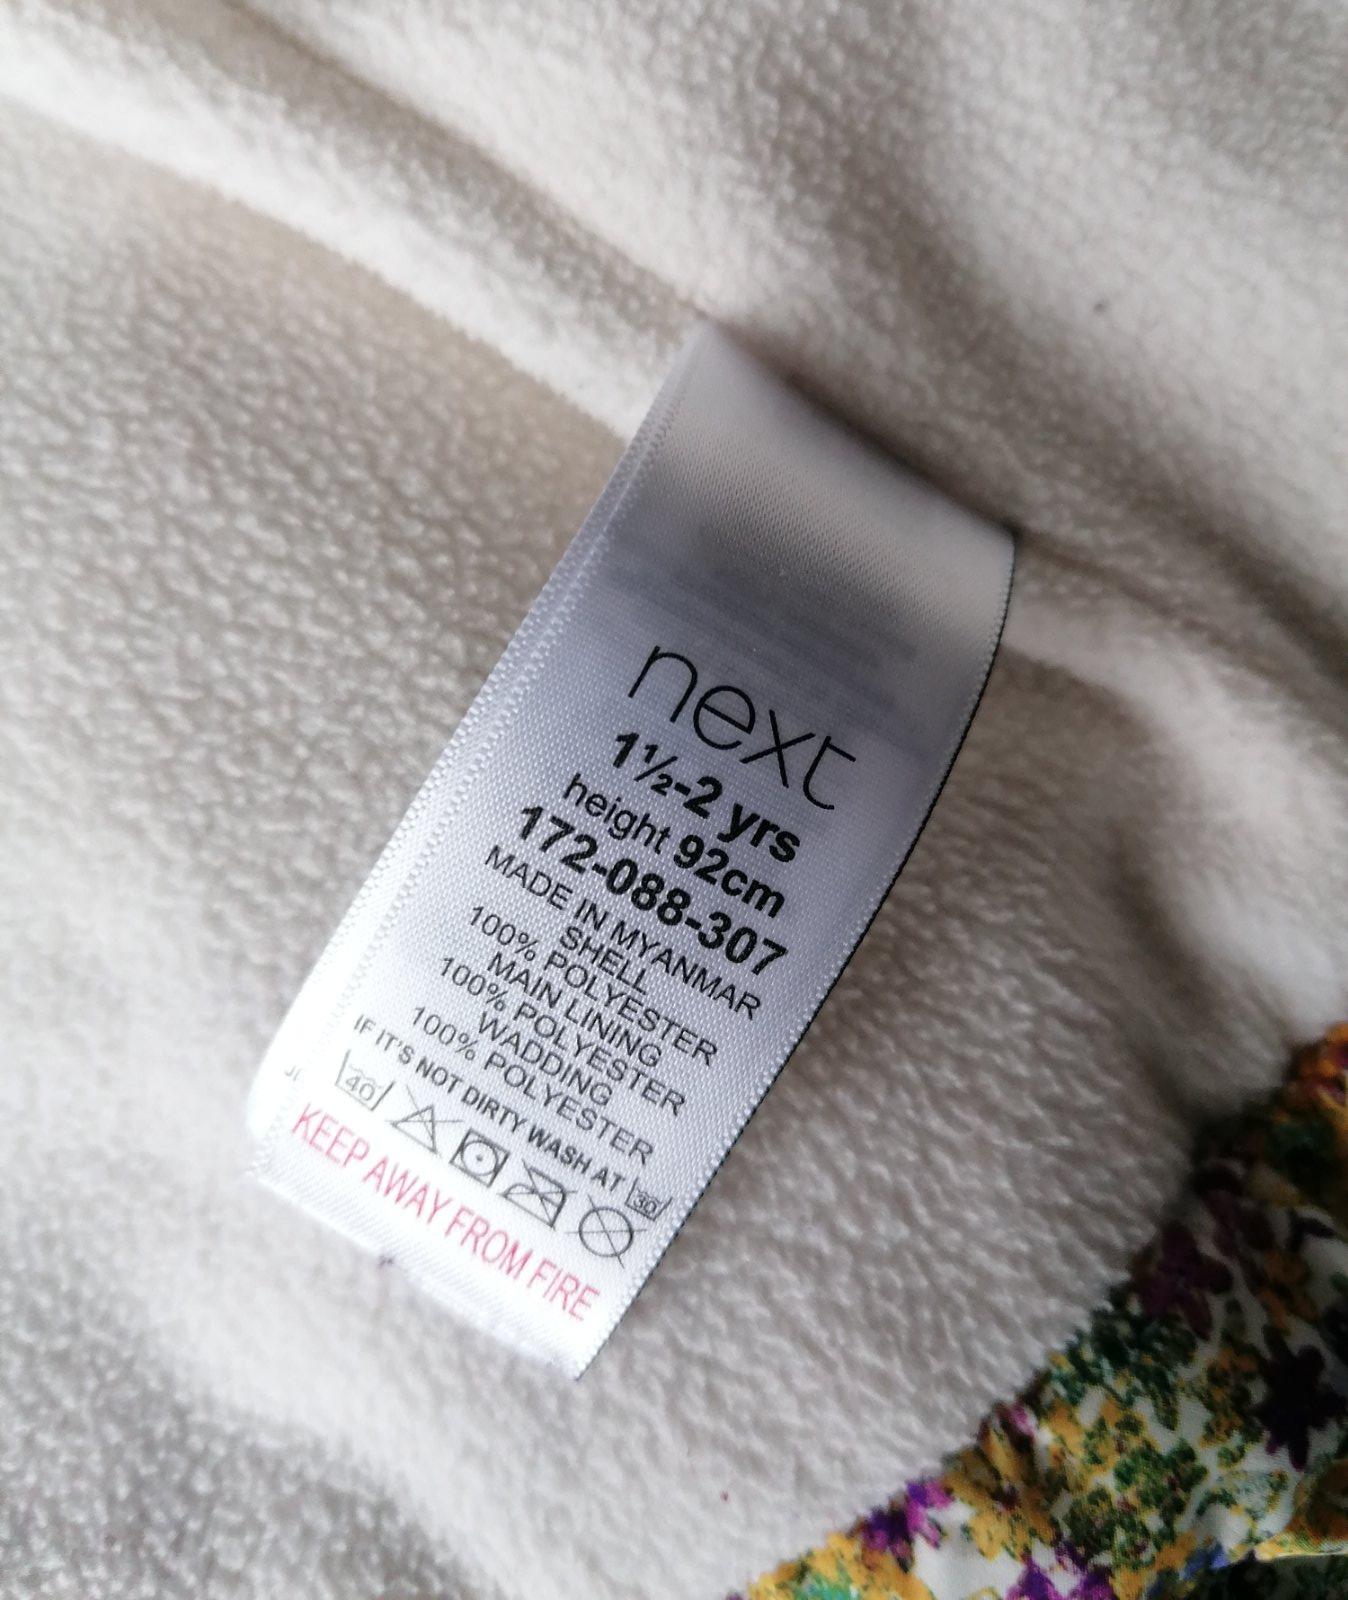 next
1½-2 yrs
height 92cm
172-088-307
MADE IN MYANMAR
SHELL
100% POLYESTER
MAIN LINING
100% POLYESTER
WADDING
100% POLYESTER
IF IT'S NOT DIRTY WASH AT 30
40
KEEP AWAY FROM FIRE